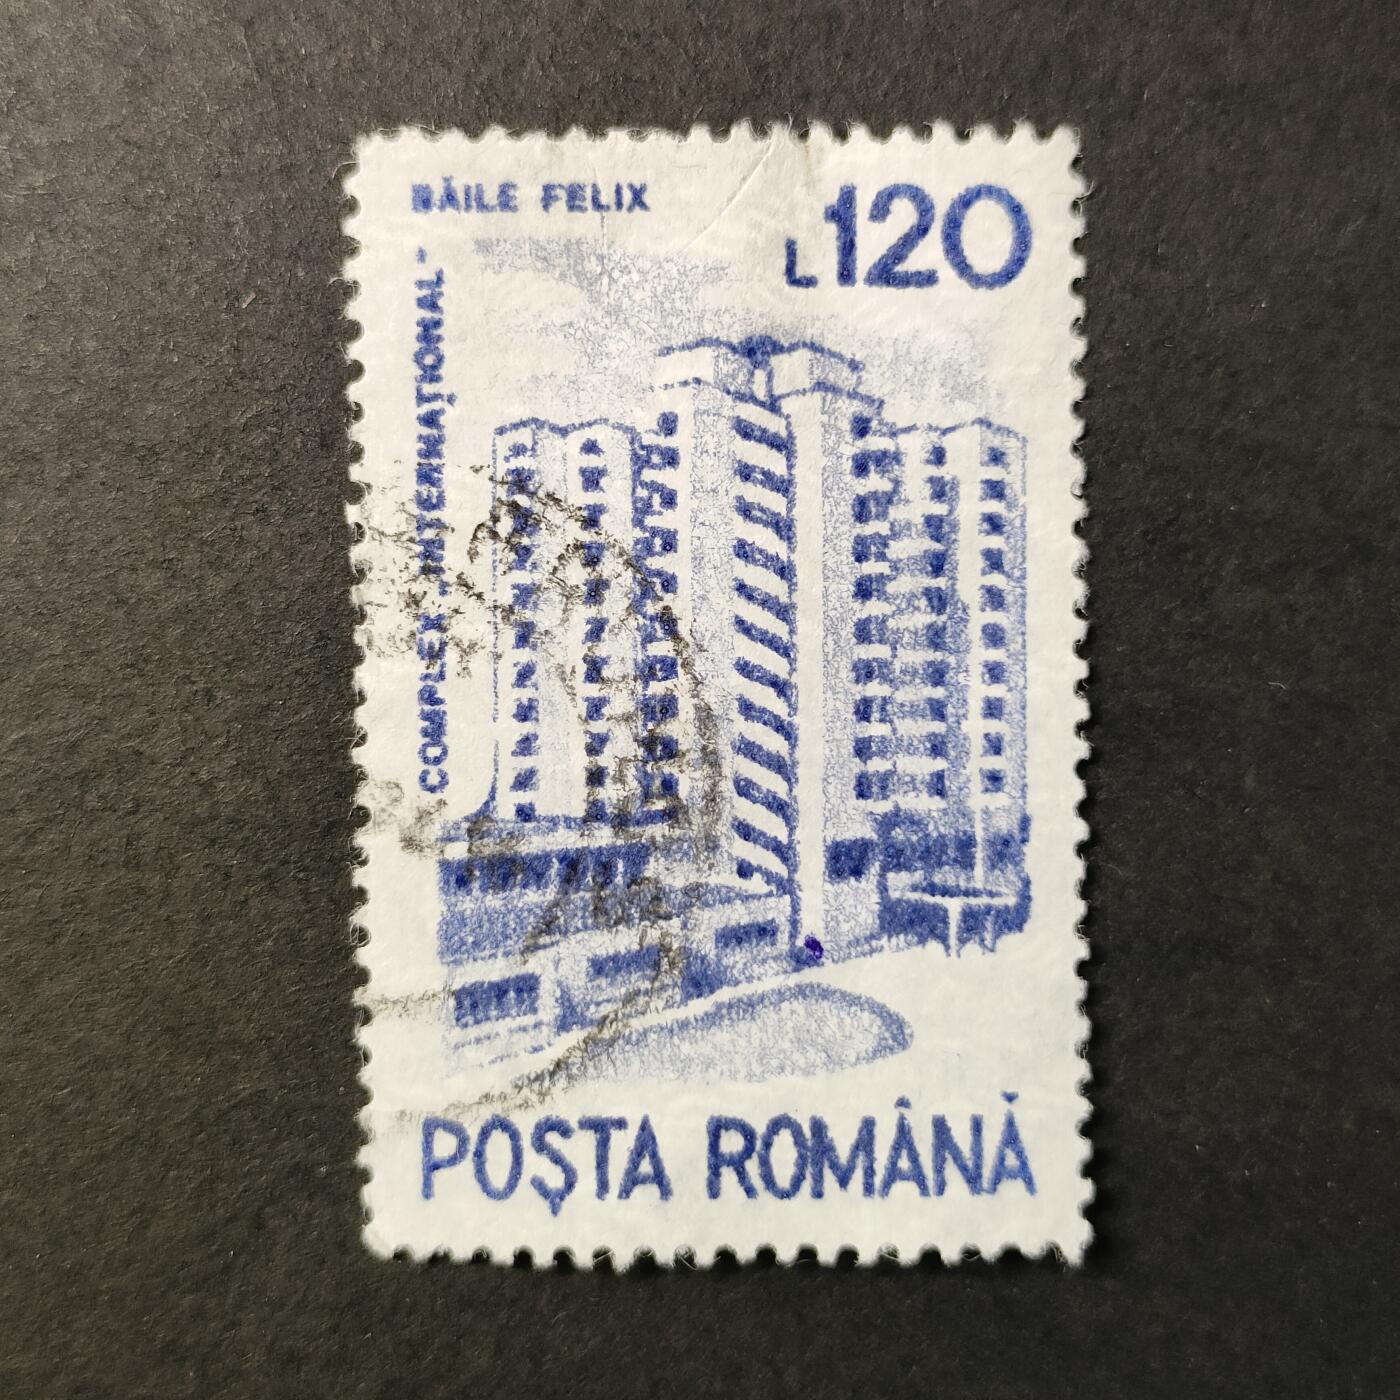 BĂILE FELIX
L120
COMPLEX „INTERNAȚIONAL”
POȘTA ROMÂNĂ